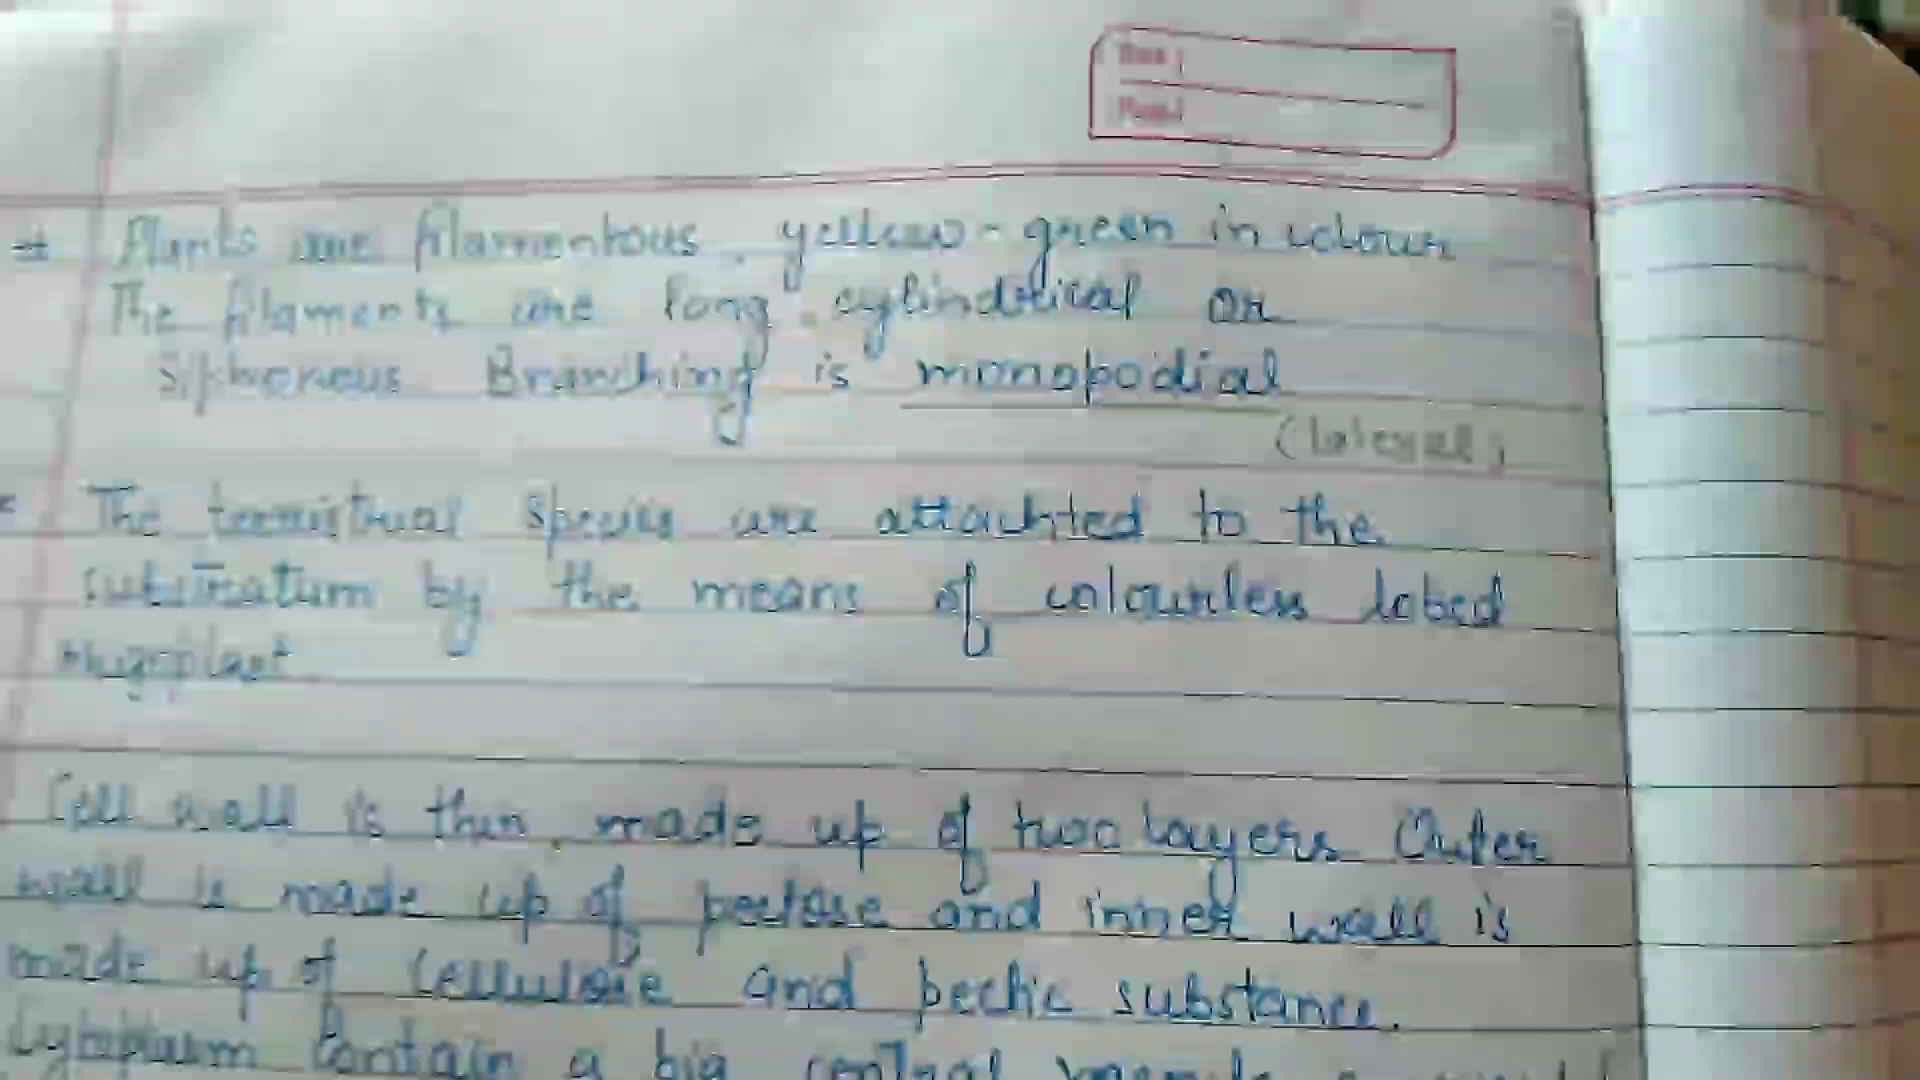 Date :
Page :
Plants are filamentous, yellow-green in colour
The filaments are long, cylindrical or
Siphoneous Branching is monopodial
(lateral)
The terristrial species are attachted to the
substratum by the means of colourless lobed
Cell wall is thin, made up of two layers Outer
wall is made up of pectose and inner wall is
made up of cellulose and pectic substance.
Cytoplasm Contain a big central